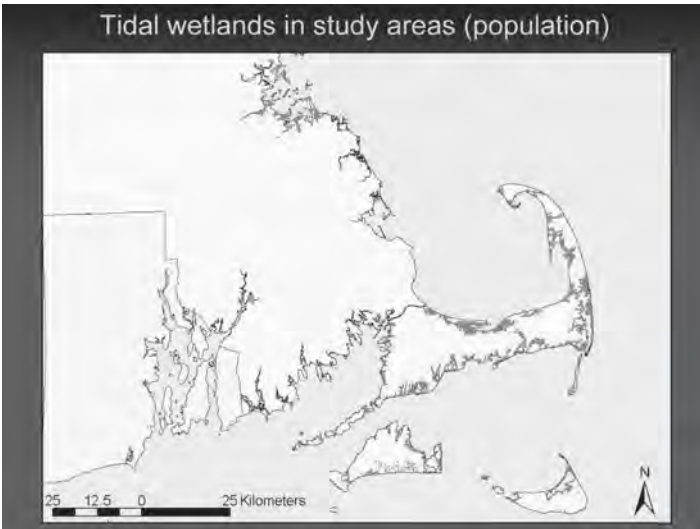 Tidal wetlands in study areas (population)
N
25 12.5 0 25 Kilometers